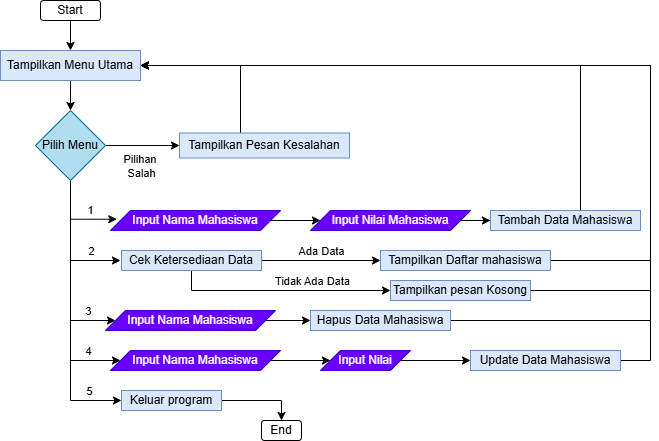 Start
Tampilkan Menu Utama
Pilih Menu
Pilihan
Salah
Tampilkan Pesan Kesalahan
1
Input Nama Mahasiswa
Input Nilai Mahasiswa
Tambah Data Mahasiswa
2
Cek Ketersediaan Data
Ada Data
Tampilkan Daftar mahasiswa
Tidak Ada Data
Tampilkan pesan Kosong
3
Input Nama Mahasiswa
Hapus Data Mahasiswa
4
Input Nama Mahasiswa
Input Nilai
Update Data Mahasiswa
5
Keluar program
End